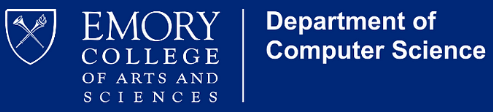 EMORY
COLLEGE
OF ARTS AND
SCIENCES
Department of
Computer Science